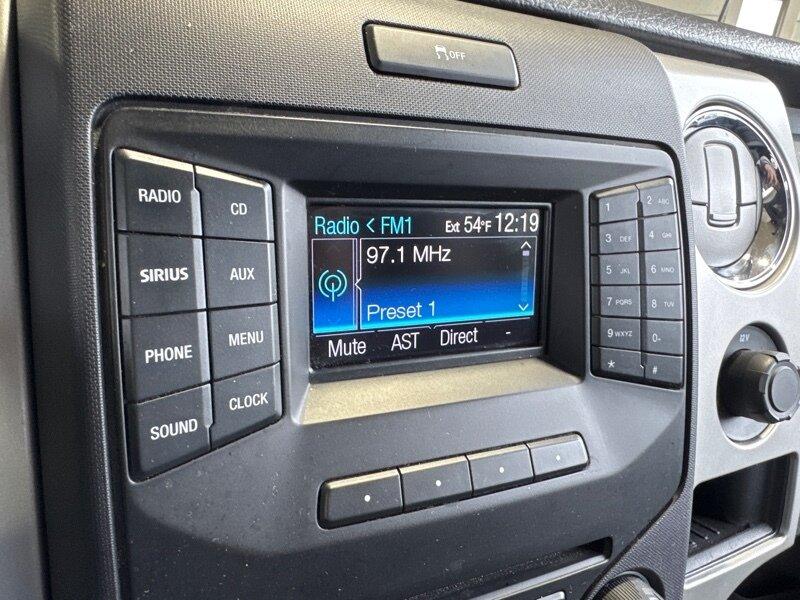 OFF
RADIO
CD
SIRIUS
AUX
PHONE
MENU
SOUND
CLOCK
Radio < FM1 Ext 54°F 12:19
97.1 MHz
Preset 1
Mute AST Direct -
1
2 ABC
3 DEF
4 GHI
5 JKL
6 MNO
7 PQRS
8 TUV
9 WXYZ
0-
*
#
12V